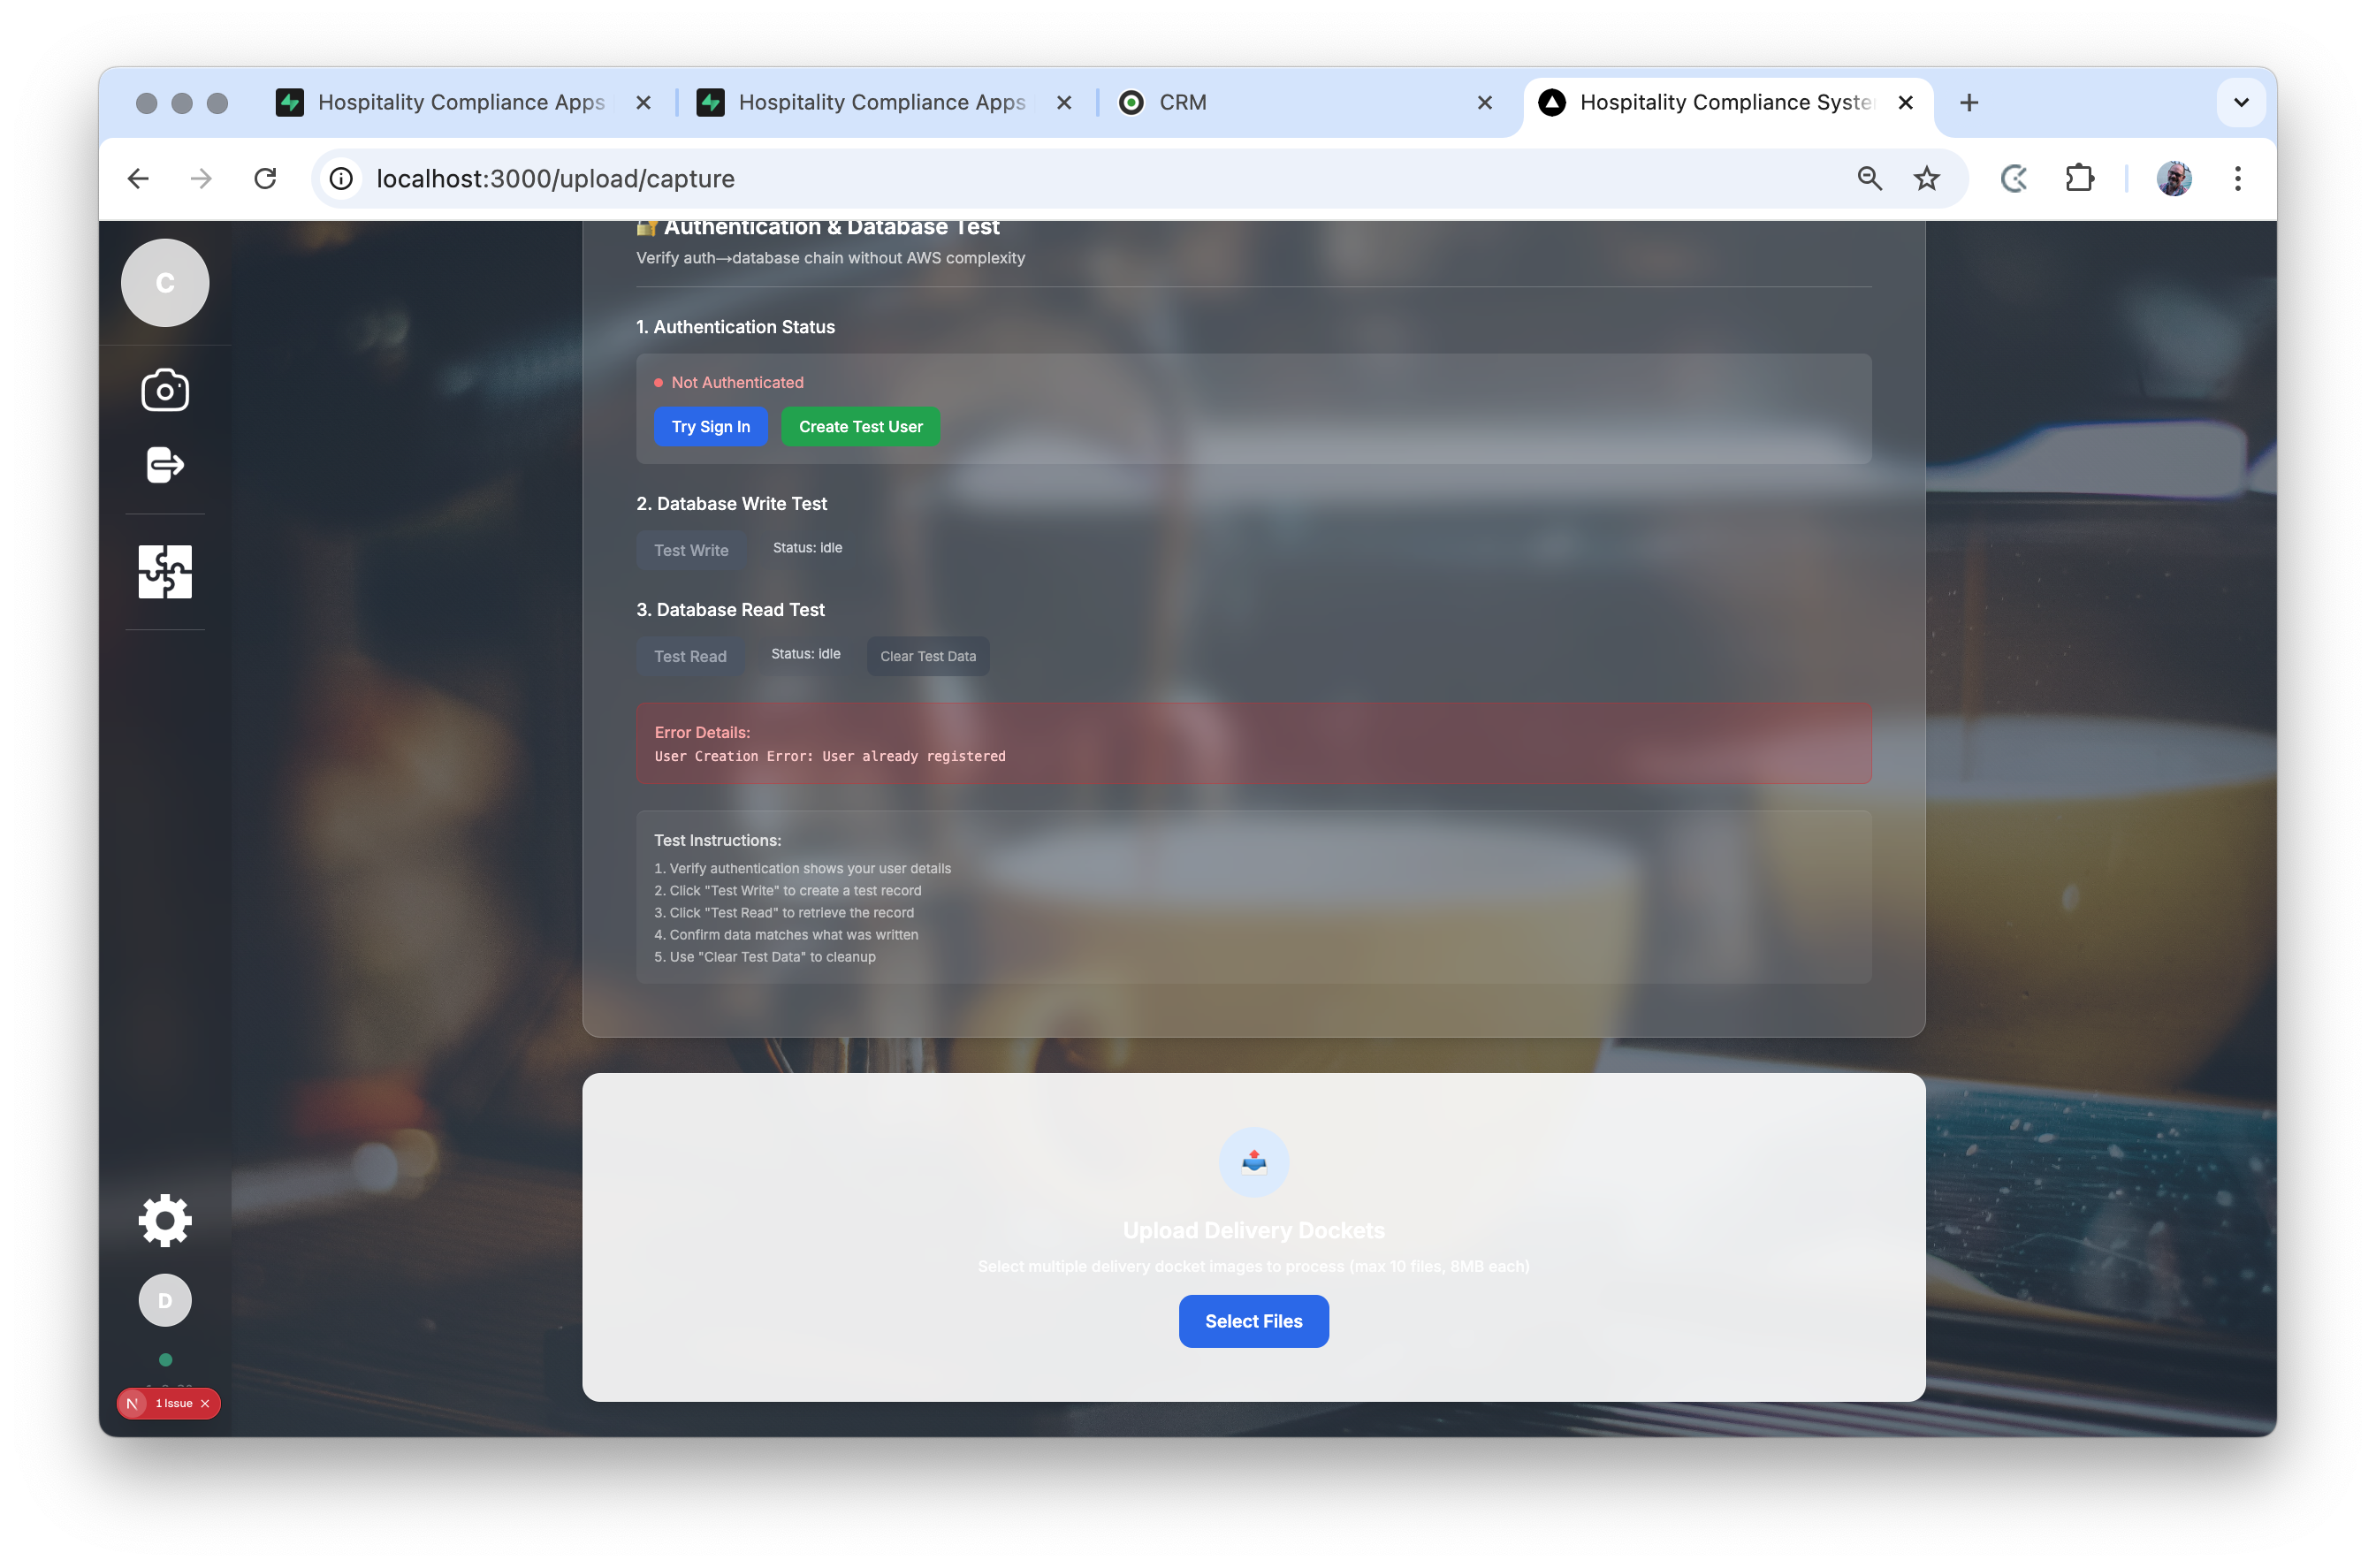 Hospitality Compliance Apps
Hospitality Compliance Apps
CRM
Hospitality Compliance Syste
localhost:3000/upload/capture
C
🔐 Authentication & Database Test
Verify auth→database chain without AWS complexity
1. Authentication Status
Not Authenticated
Try Sign In
Create Test User
2. Database Write Test
Test Write
Status: idle
3. Database Read Test
Test Read
Status: idle
Clear Test Data
Error Details:
User Creation Error: User already registered
Test Instructions:
1. Verify authentication shows your user details
2. Click "Test Write" to create a test record
3. Click "Test Read" to retrieve the record
4. Confirm data matches what was written
5. Use "Clear Test Data" to cleanup
Upload Delivery Dockets
Select multiple delivery docket images to process (max 10 files, 8MB each)
Select Files
D
N
1 Issue